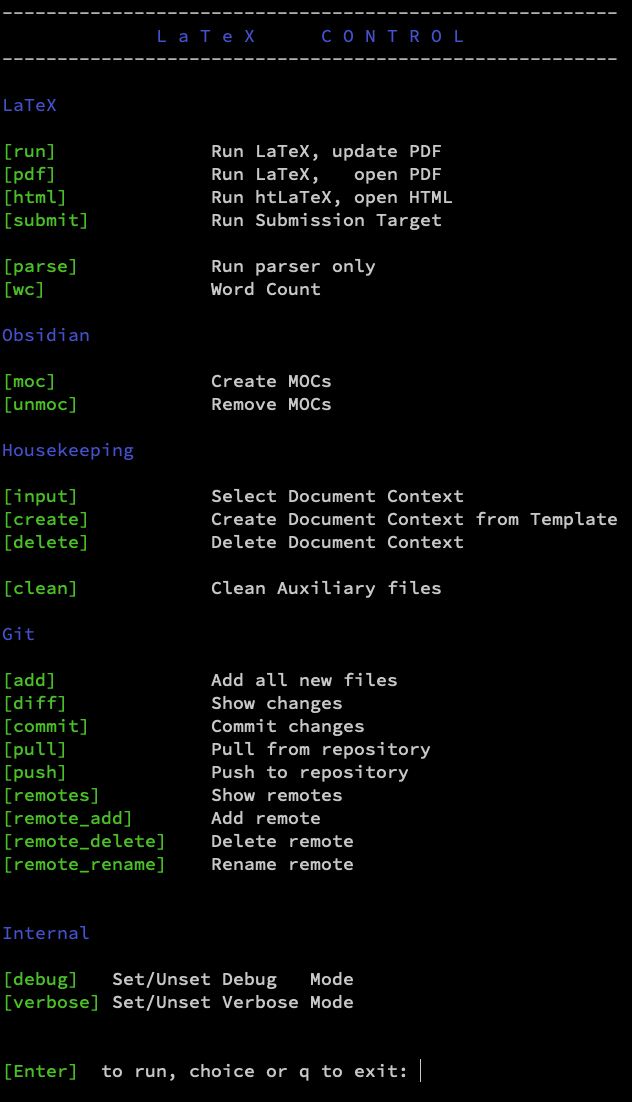 --------------------------------------------------------
L a T e X      C O N T R O L
--------------------------------------------------------
LaTeX
[run]              Run LaTeX, update PDF
[pdf]              Run LaTeX,   open PDF
[html]             Run htLaTeX, open HTML
[submit]           Run Submission Target
[parse]            Run parser only
[wc]               Word Count
Obsidian
[moc]              Create MOCs
[unmoc]            Remove MOCs
Housekeeping
[input]            Select Document Context
[create]           Create Document Context from Template
[delete]           Delete Document Context
[clean]            Clean Auxiliary files
Git
[add]              Add all new files
[diff]             Show changes
[commit]           Commit changes
[pull]             Pull from repository
[push]             Push to repository
[remotes]          Show remotes
[remote_add]       Add remote
[remote_delete]    Delete remote
[remote_rename]    Rename remote
Internal
[debug]   Set/Unset Debug   Mode
[verbose] Set/Unset Verbose Mode
[Enter]  to run, choice or q to exit: